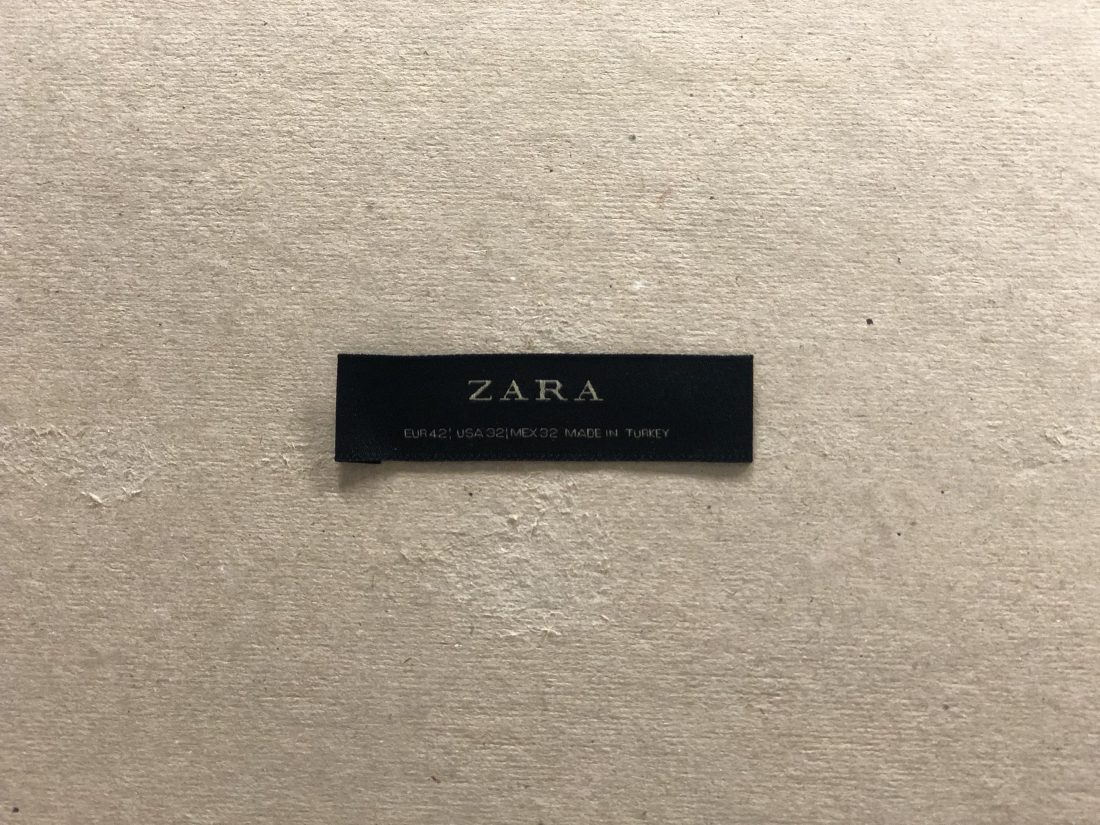 ZARA
EUR 42¦ USA 32¦MEX 32 MADE IN TURKEY